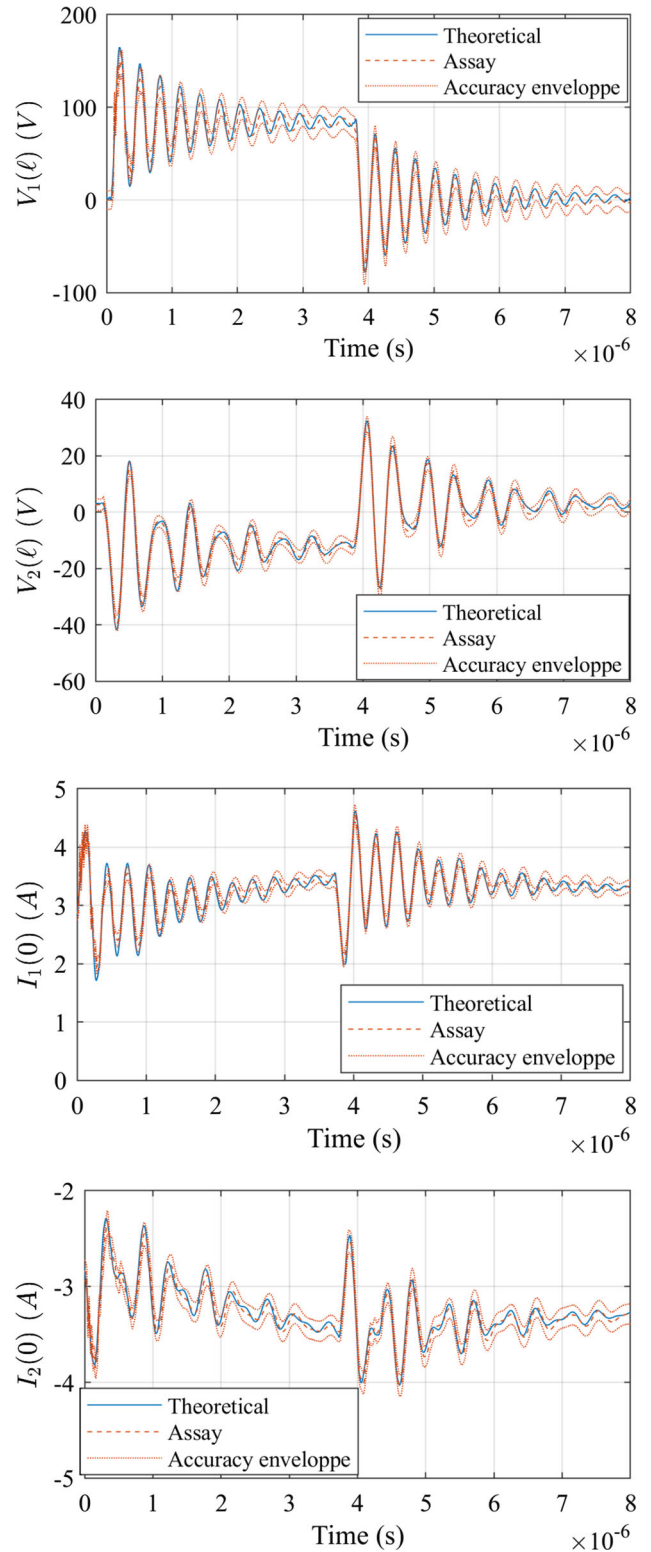 200
100
0
-100
V₁(ℓ) (V)
Theoretical
Assay
Accuracy enveloppe
0 1 2 3 4 5 6 7 8
Time (s)
×10⁻⁶
40
20
0
-20
-40
-60
V₂(ℓ) (V)
Theoretical
Assay
Accuracy enveloppe
0 1 2 3 4 5 6 7 8
Time (s)
×10⁻⁶
5
4
3
2
1
0
I₁(0) (A)
Theoretical
Assay
Accuracy enveloppe
0 1 2 3 4 5 6 7 8
Time (s)
×10⁻⁶
-2
-3
-4
-5
I₂(0) (A)
Theoretical
Assay
Accuracy enveloppe
0 1 2 3 4 5 6 7 8
Time (s)
×10⁻⁶